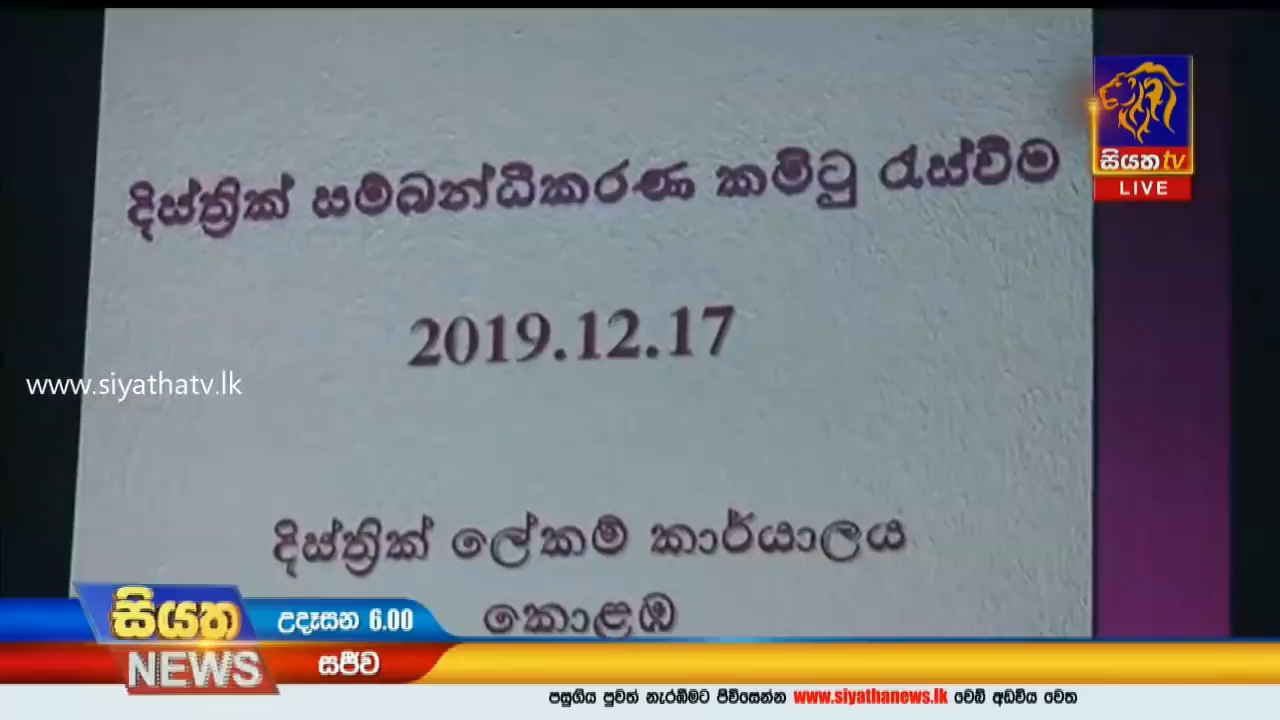 දිස්ත්‍රික් සම්බන්ධීකරණ කමිටු රැස්වීම
සියත tv
LIVE
2019.12.17
www.siyathatv.lk
දිස්ත්‍රික් ලේකම් කාර්යාලය
කොළඹ
සියත උදෑසන 6.00
NEWS සජීව
පසුගිය පුවත් නැරඹීමට පිවිසෙන්න www.siyathanews.lk වෙබ් අඩවිය වෙත